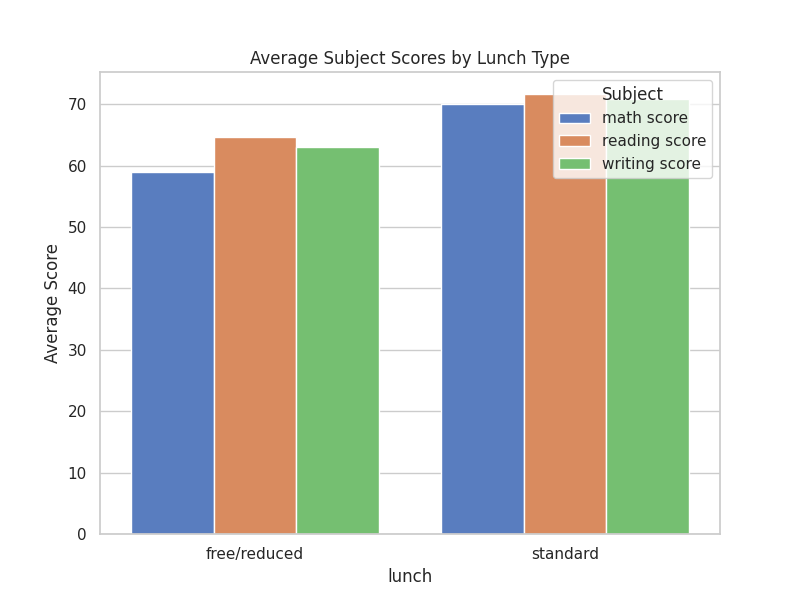 Average Subject Scores by Lunch Type
Subject
math score
reading score
writing score
70
60
50
40
30
20
10
0
Average Score
free/reduced
standard
lunch